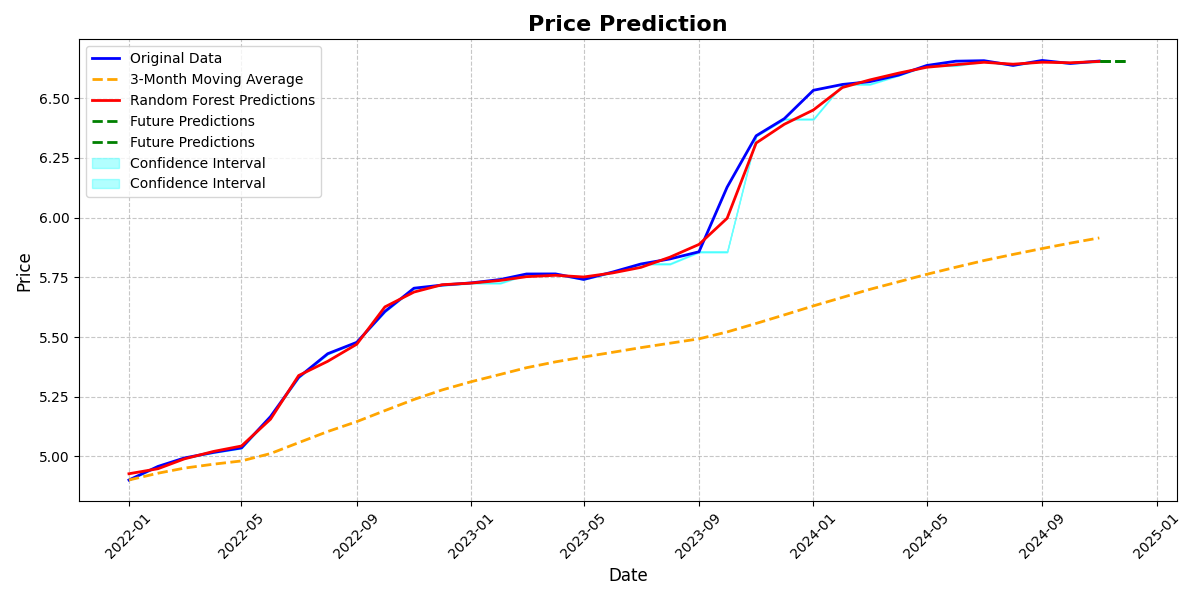 Price Prediction
Original Data
3-Month Moving Average
Random Forest Predictions
Future Predictions
Future Predictions
Confidence Interval
Confidence Interval
Price
6.50
6.25
6.00
5.75
5.50
5.25
5.00
2022-01
2022-05
2022-09
2023-01
2023-05
2023-09
2024-01
2024-05
2024-09
2025-01
Date